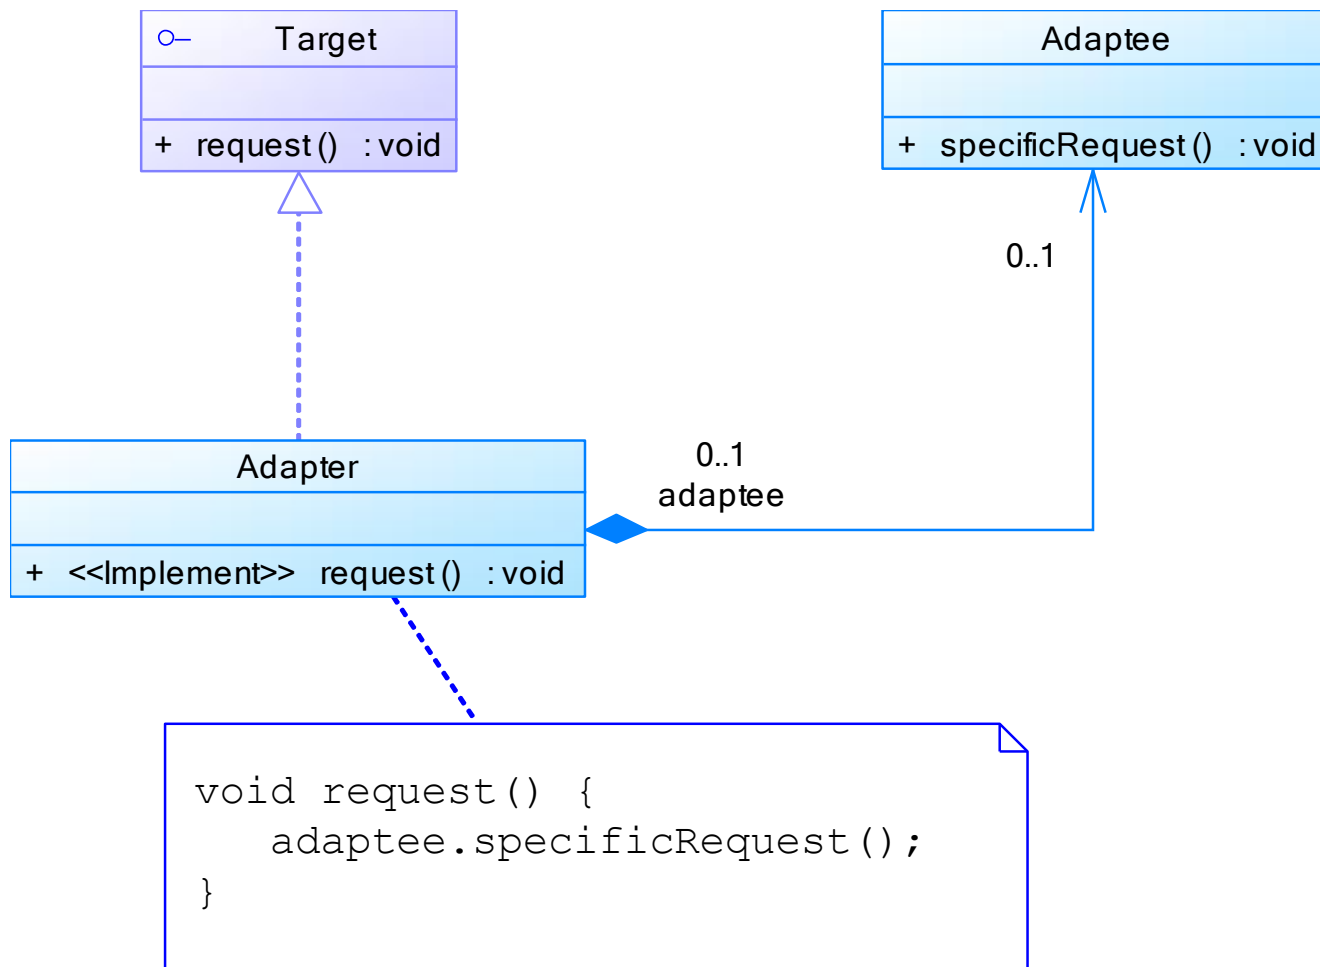 Target
+ request() : void
Adaptee
+ specificRequest() : void
0..1
Adapter
+ <<Implement>> request() : void
0..1
adaptee
void request() {
   adaptee.specificRequest();
}